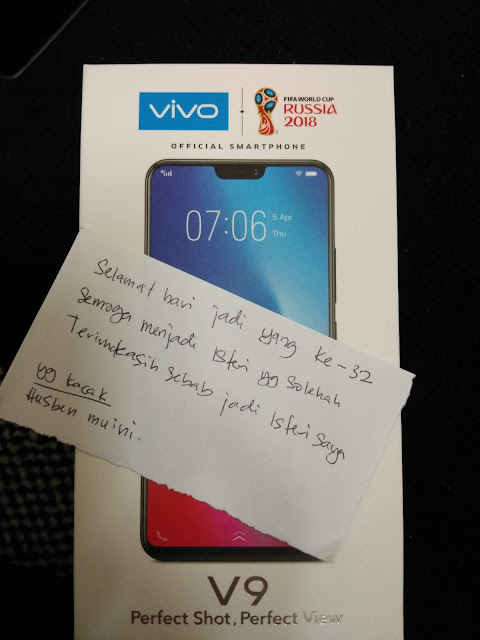 vivo
FIFA WORLD CUP
RUSSIA
2018
OFFICIAL SMARTPHONE
07:06
5 Apr
Thu
Selamat hari jadi yang ke-32
Semoga menjadi Isteri yg Solehah
Terimakasih sebab jadi Isteri saya
yg kacak
Husben mu ini.
V9
Perfect Shot, Perfect View